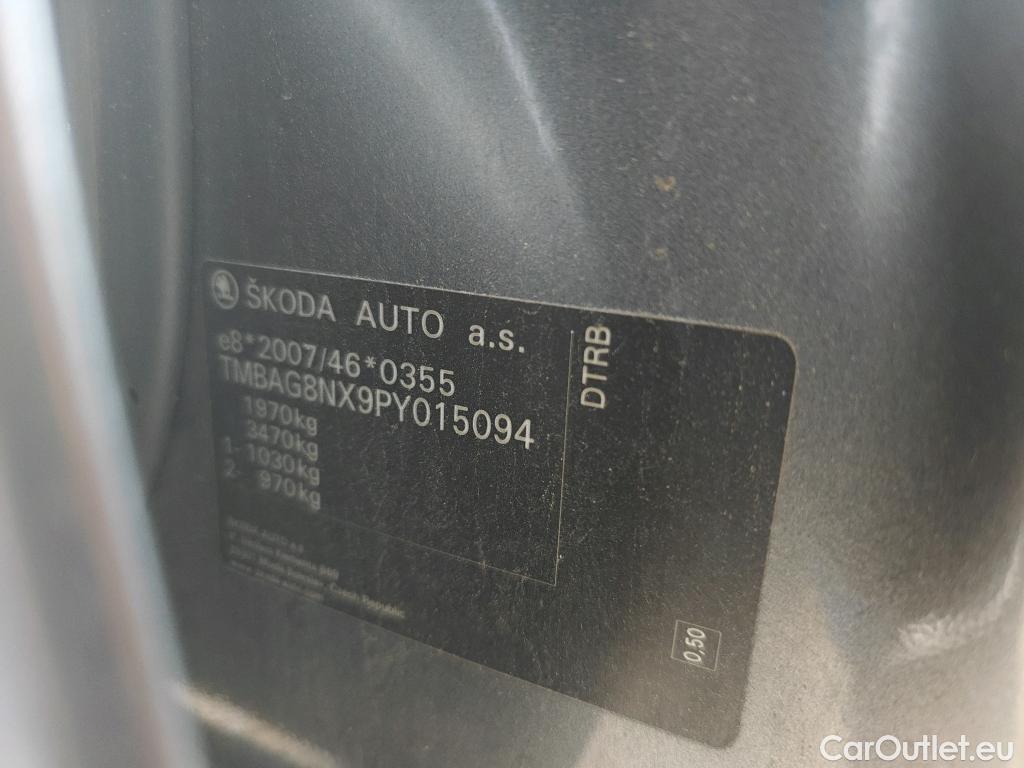 ŠKODA AUTO a.s.
e8*2007/46*0355
TMBAG8NX9PY015094
1970kg
3470kg
1- 1030kg
2- 970kg
DTRB
0,50
CarOutlet.eu